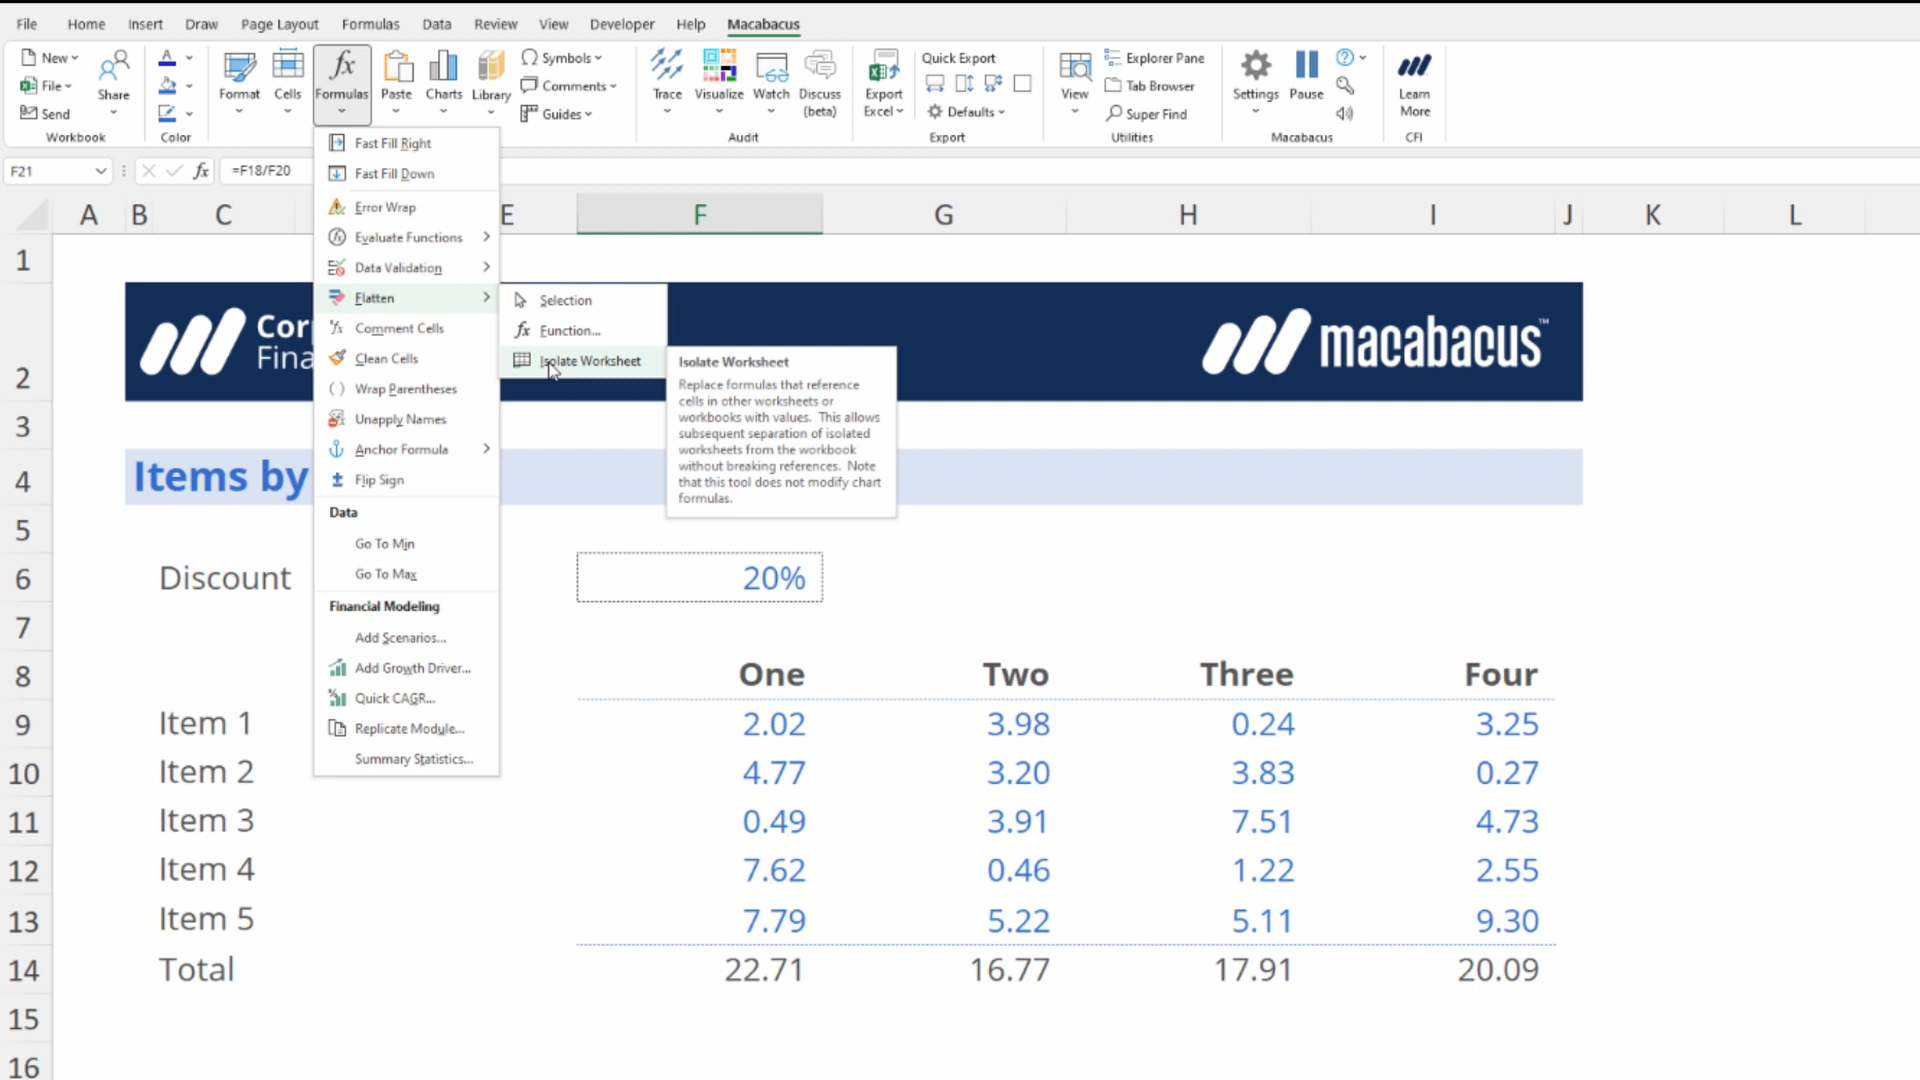 File Home Insert Draw Page Layout Formulas Data Review View Developer Help Macabacus
New
File
Send
Share
Workbook
A
Color
Format
Cells
fx
Formulas
Paste
Charts
Library
Symbols
Comments
Guides
Trace
Visualize
Watch
Discuss
(beta)
Audit
Export
Excel
Quick Export
Defaults
Export
View
Explorer Pane
Tab Browser
Super Find
Utilities
Settings
Pause
Macabacus
Learn
More
CFI
F21 fx =F18/F20
Fast Fill Right
Fast Fill Down
Error Wrap
Evaluate Functions
Data Validation
Flatten
Comment Cells
Clean Cells
Wrap Parentheses
Unapply Names
Anchor Formula
Flip Sign
Data
Go To Min
Go To Max
Financial Modeling
Add Scenarios...
Add Growth Driver...
Quick CAGR...
Replicate Module...
Summary Statistics...
Selection
fx Function...
Isolate Worksheet
Isolate Worksheet
Replace formulas that reference
cells in other worksheets or
workbooks with values. This allows
subsequent separation of isolated
worksheets from the workbook
without breaking references. Note
that this tool does not modify chart
formulas.
A B C E F G H I J K L
1
2
Cor
Fina
macabacus™
3
4 Items by
5
6 Discount 20%
7
8 One Two Three Four
9 Item 1 2.02 3.98 0.24 3.25
10 Item 2 4.77 3.20 3.83 0.27
11 Item 3 0.49 3.91 7.51 4.73
12 Item 4 7.62 0.46 1.22 2.55
13 Item 5 7.79 5.22 5.11 9.30
14 Total 22.71 16.77 17.91 20.09
15
16